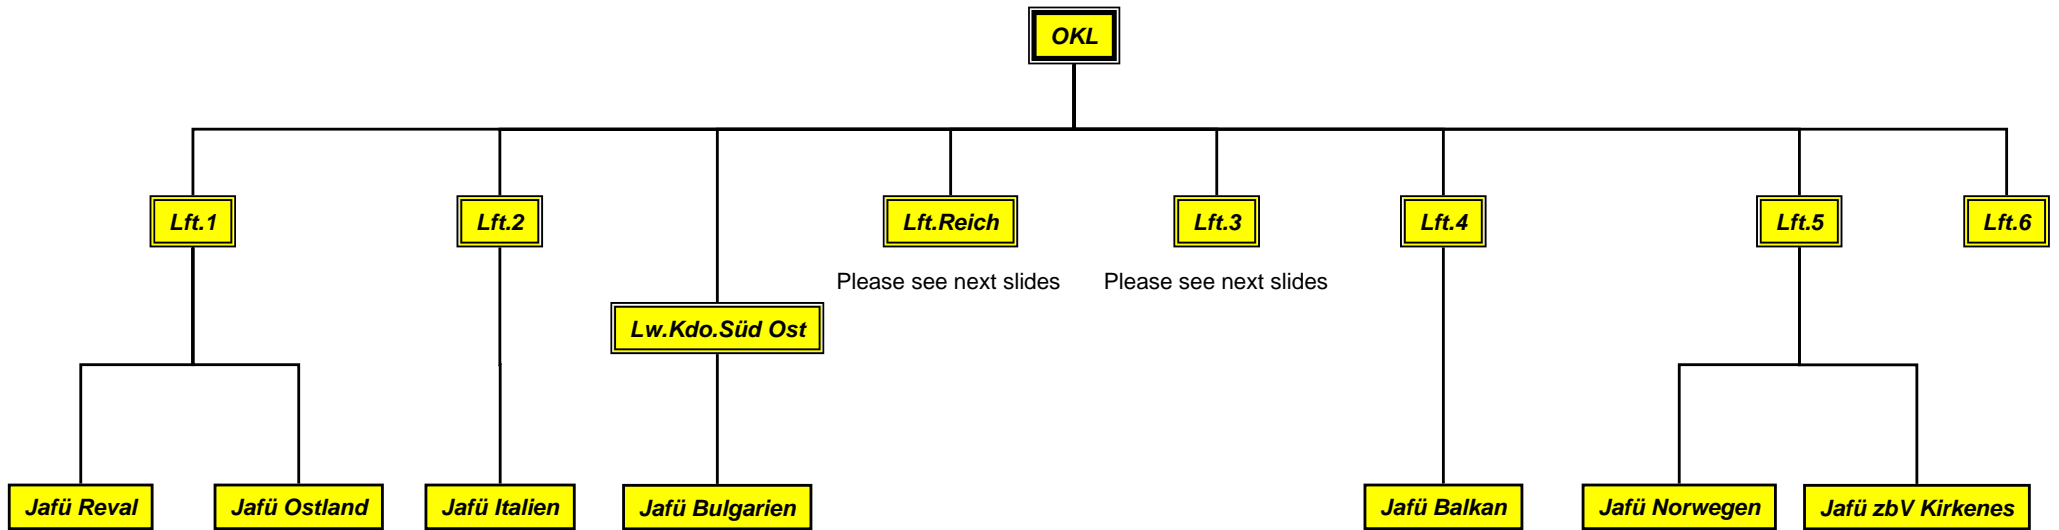 OKL
Lft.1
Lft.2
Lft.Reich
Lft.3
Lft.4
Lft.5
Lft.6
Please see next slides
Please see next slides
Lw.Kdo.Süd Ost
Jafü Reval
Jafü Ostland
Jafü Italien
Jafü Bulgarien
Jafü Balkan
Jafü Norwegen
Jafü zbV Kirkenes